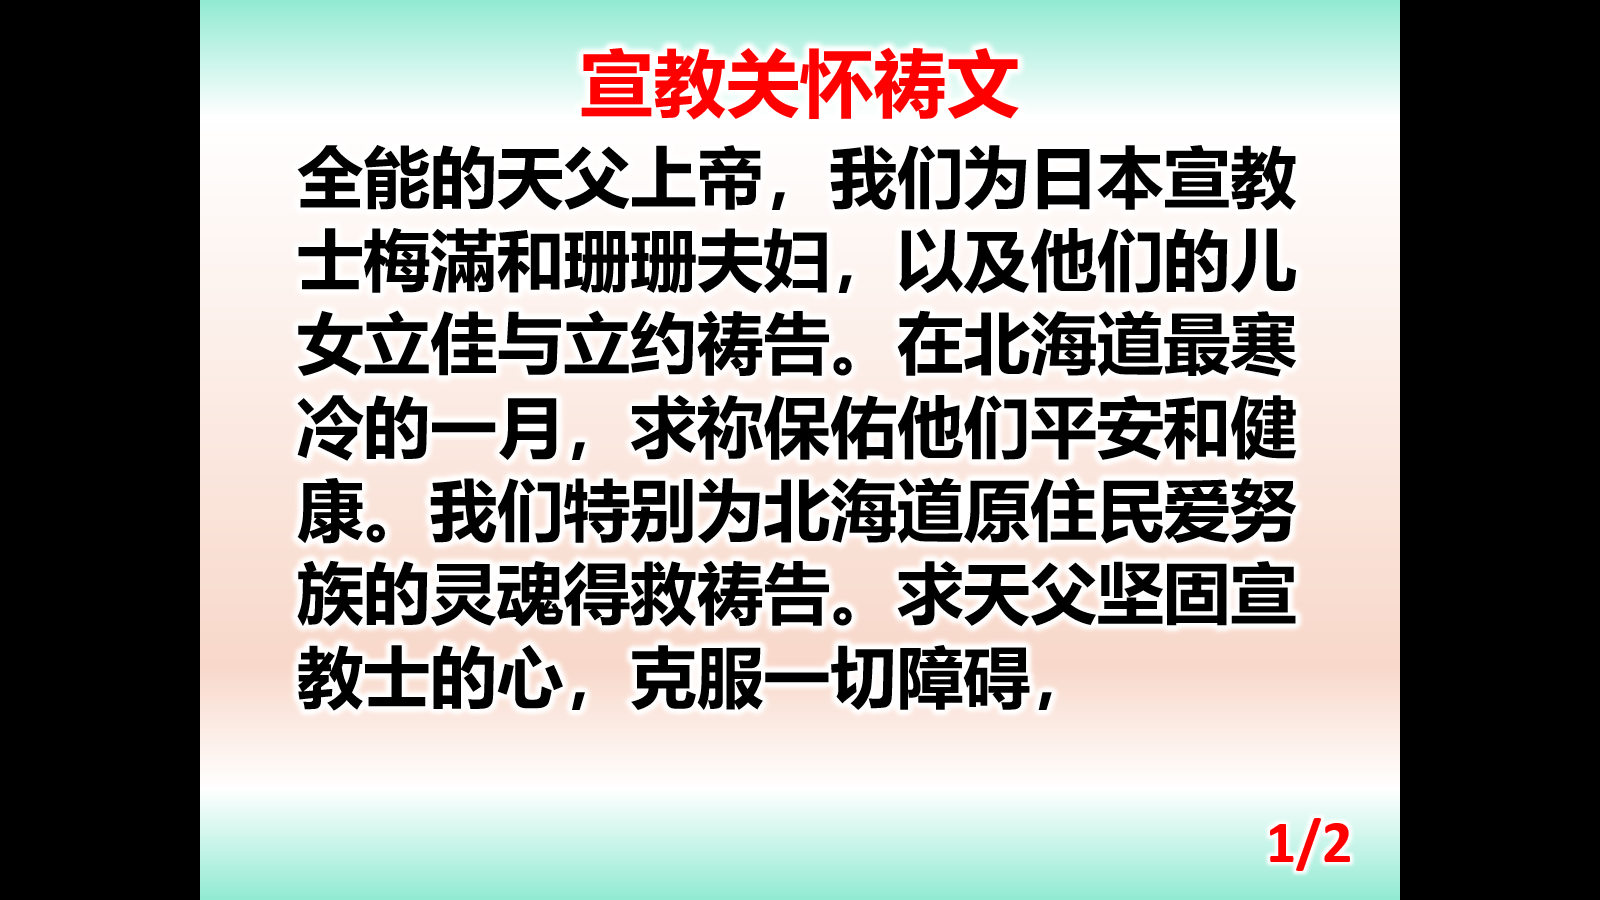 宣教关怀祷文
全能的天父上帝，我们为日本宣教
士梅滿和珊珊夫妇，以及他们的儿
女立佳与立约祷告。在北海道最寒
冷的一月，求祢保佑他们平安和健
康。我们特别为北海道原住民爱努
族的灵魂得救祷告。求天父坚固宣
教士的心，克服一切障碍，
1/2